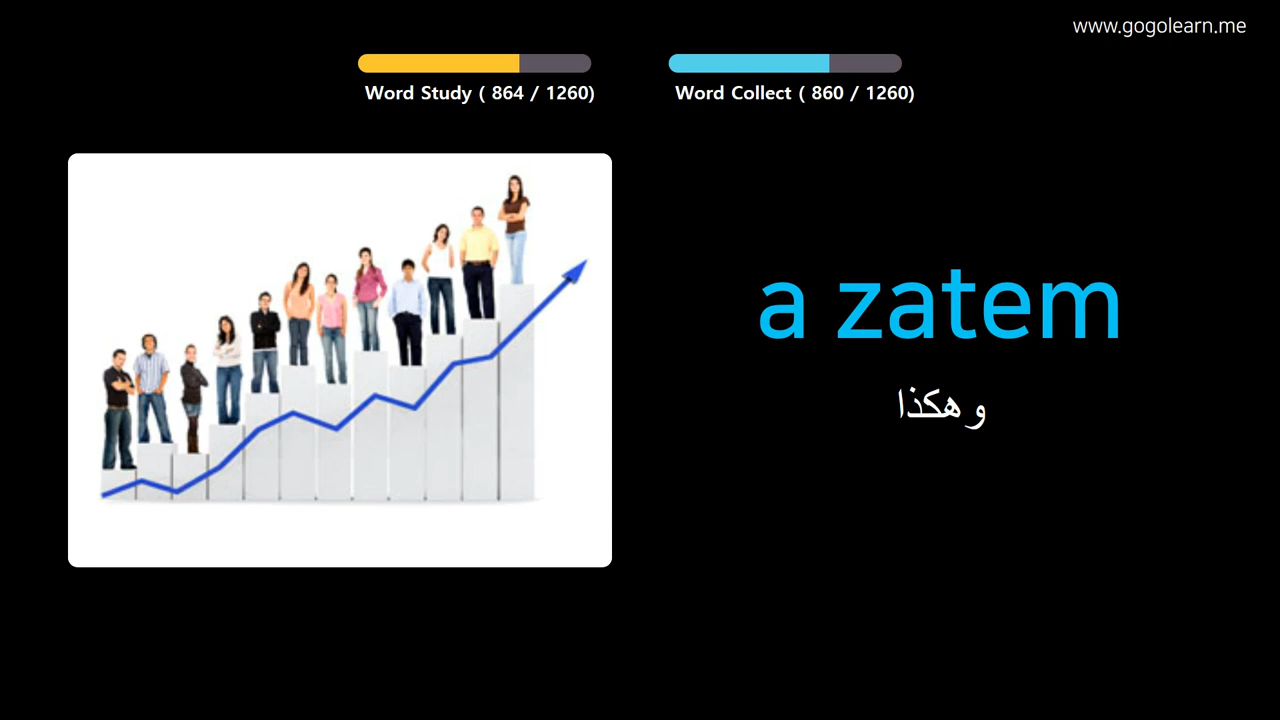 www.gogolearn.me
Word Study ( 864 / 1260)
Word Collect ( 860 / 1260)
a zatem
وهكذا